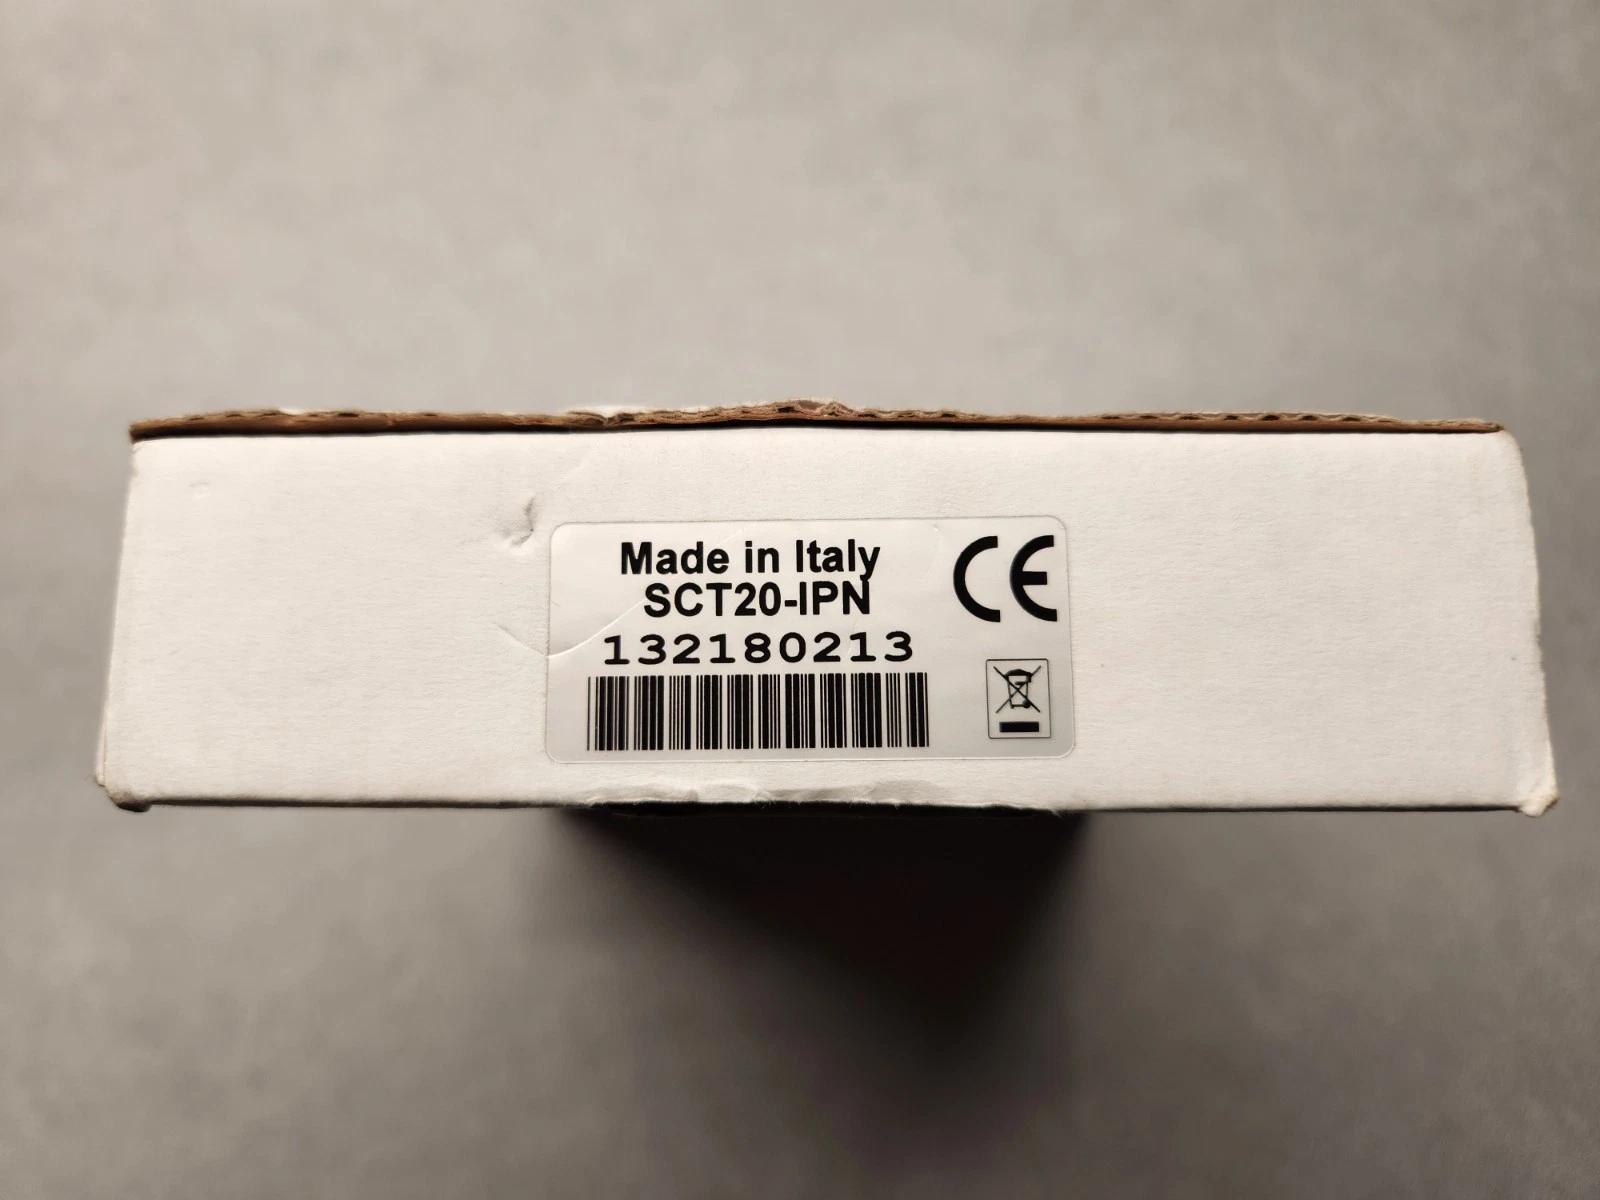 Made in Italy
SCT20-IPN
132180213
CE